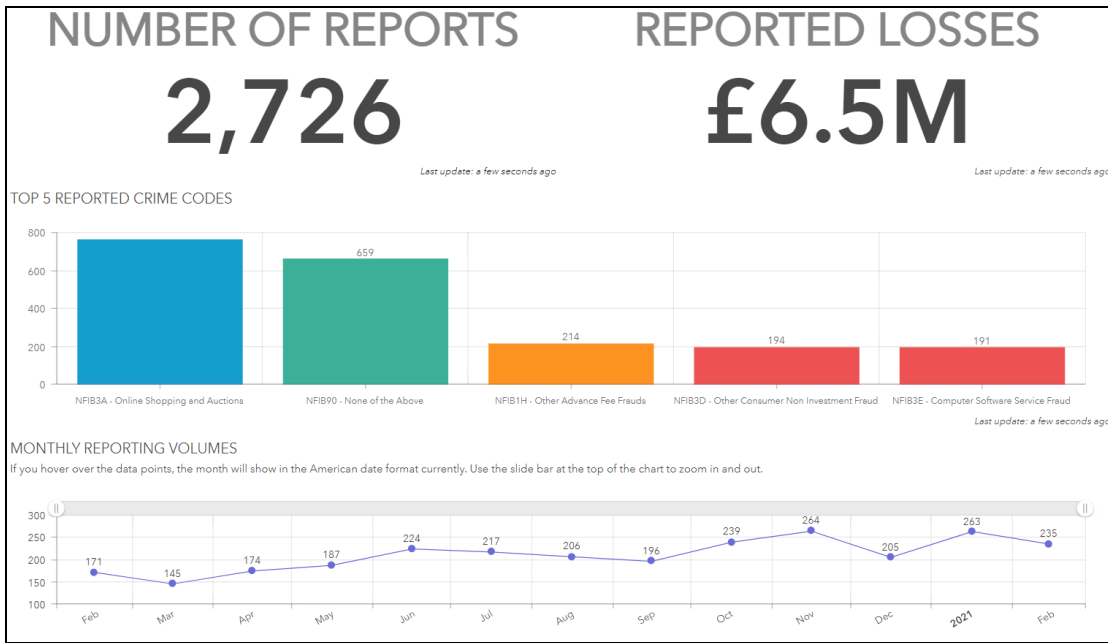 NUMBER OF REPORTS
REPORTED LOSSES
2,726
£6.5M
Last update: a few seconds ago
Last update: a few seconds ago
TOP 5 REPORTED CRIME CODES
800
600
400
200
0
659
214
194
191
NFIB3A - Online Shopping and Auctions
NFIB90 - None of the Above
NFIB1H - Other Advance Fee Frauds
NFIB3D - Other Consumer Non Investment Fraud
NFIB3E - Computer Software Service Fraud
Last update: a few seconds ago
MONTHLY REPORTING VOLUMES
If you hover over the data points, the month will show in the American date format currently. Use the slide bar at the top of the chart to zoom in and out.
300
250
200
150
100
171
145
174
187
224
217
206
196
239
264
205
263
235
Feb
Mar
Apr
May
Jun
Jul
Aug
Sep
Oct
Nov
Dec
2021
Feb